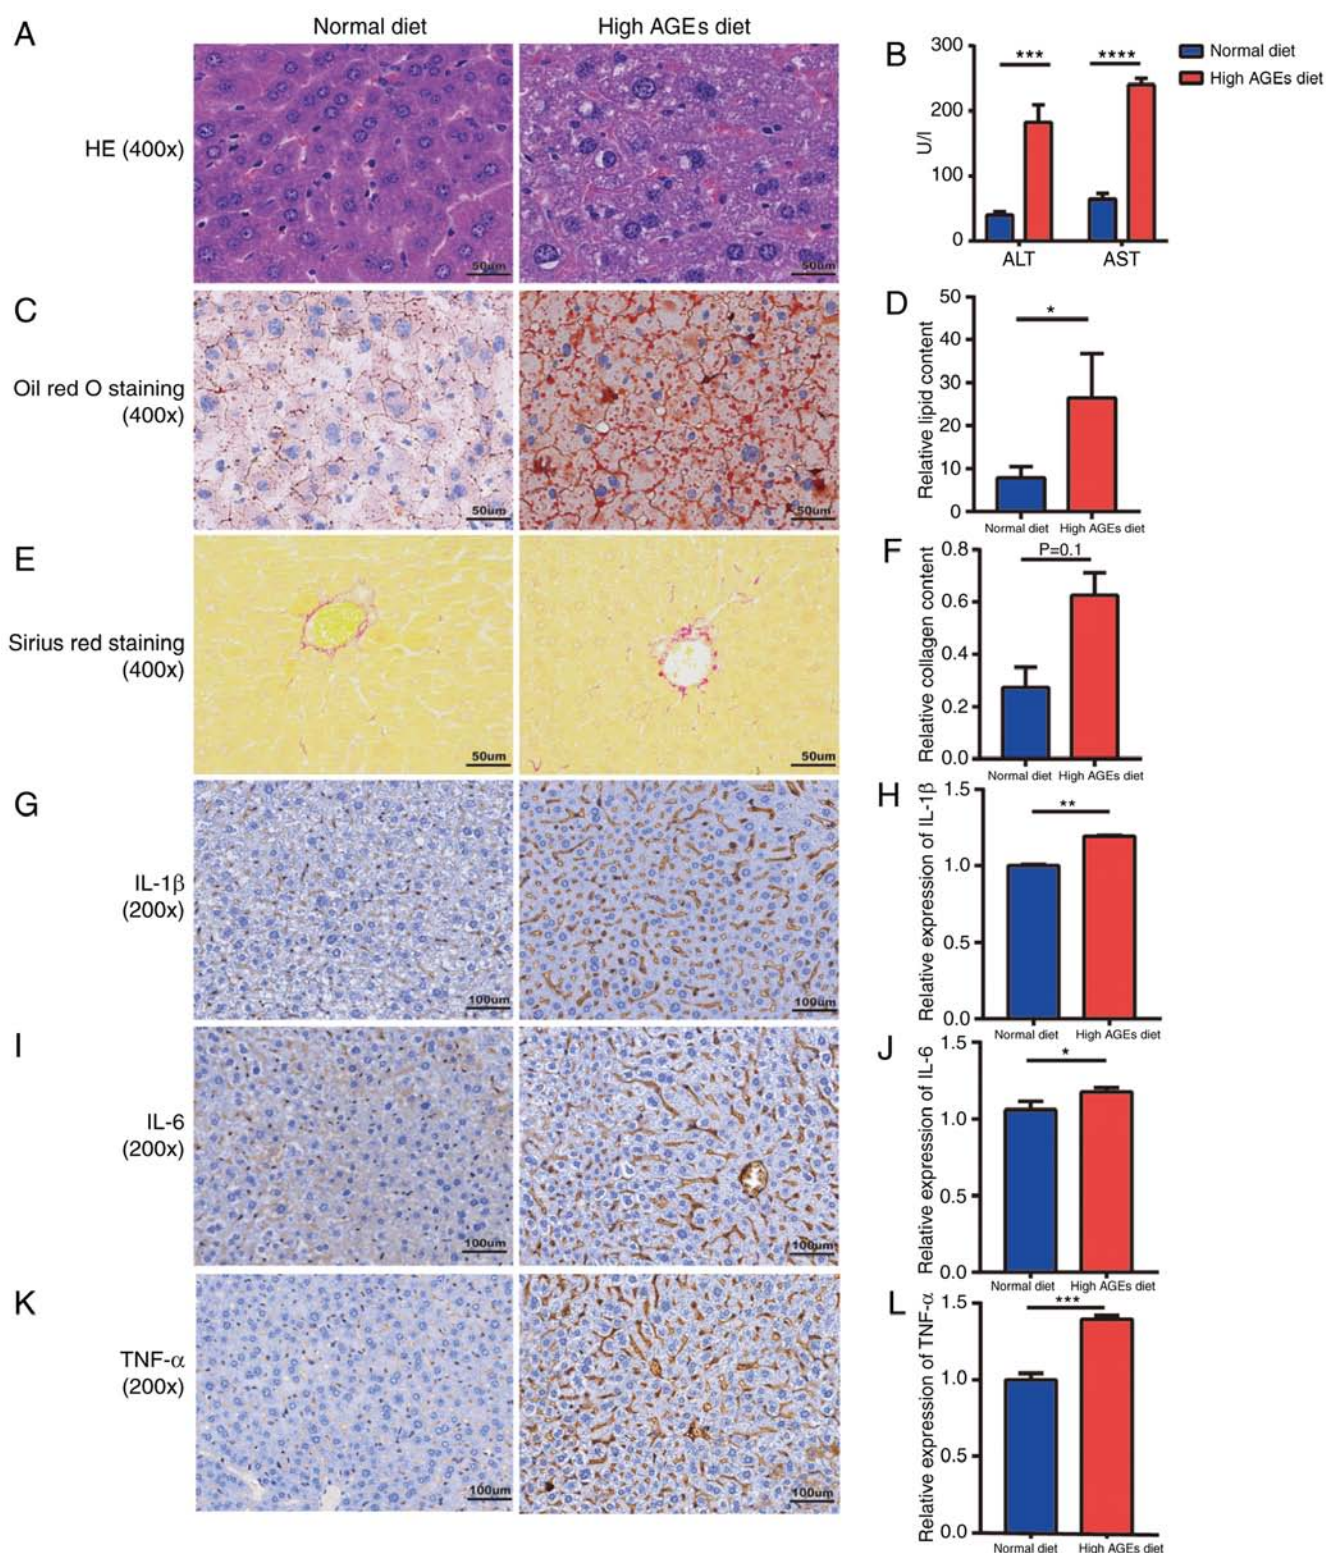 Normal diet
High AGEs diet
A
HE (400x)
50um
50um
B
300
200
100
0
U/l
***
****
ALT
AST
Normal diet
High AGEs diet
C
Oil red O staining
(400x)
50um
50um
D
50
40
30
20
10
0
Relative lipid content
*
Normal diet
High AGEs diet
E
Sirius red staining
(400x)
50um
50um
F
0.8
0.6
0.4
0.2
0.0
Relative collagen content
P=0.1
Normal diet
High AGEs diet
G
IL-1β
(200x)
100um
100um
H
1.5
1.0
0.5
0.0
Relative expression of IL-1β
**
Normal diet
High AGEs diet
I
IL-6
(200x)
100um
100um
J
1.5
1.0
0.5
0.0
Relative expression of IL-6
*
Normal diet
High AGEs diet
K
TNF-α
(200x)
100um
100um
L
1.5
1.0
0.5
0.0
Relative expression of TNF-α
***
Normal diet
High AGEs diet